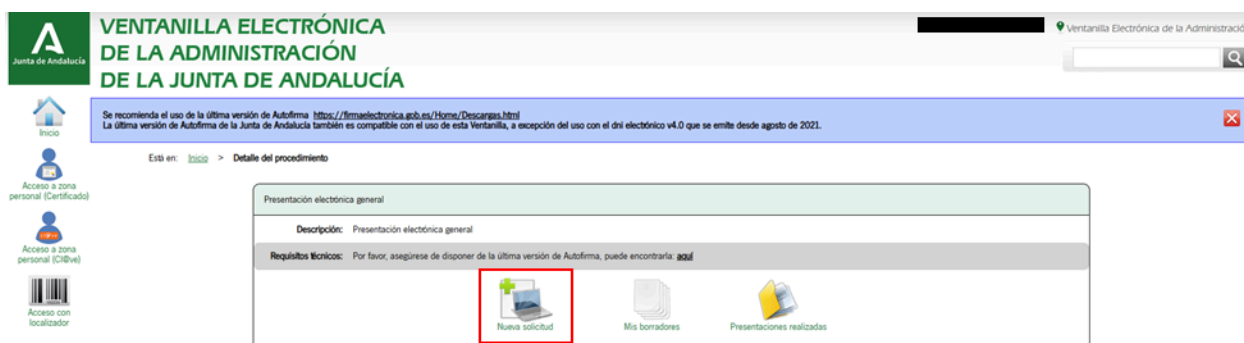 Junta de Andalucía
VENTANILLA ELECTRÓNICA
DE LA ADMINISTRACIÓN
DE LA JUNTA DE ANDALUCÍA
Ventanilla Electrónica de la Administració
Se recomienda el uso de la última versión de Autofirma https://firmaelectronica.gob.es/Home/Descargas.html
La última versión de Autofirma de la Junta de Andalucía también es compatible con el uso de esta Ventanilla, a excepción del uso con el dni electrónico v4.0 que se emite desde agosto de 2021.
Inicio
Acceso a zona
personal (Certificado)
Acceso a zona
personal (Cl@ve)
Acceso con
localizador
Está en: Inicio > Detalle del procedimiento
Presentación electrónica general
Descripción: Presentación electrónica general
Requisitos técnicos: Por favor, asegúrese de disponer de la última versión de Autofirma, puede encontrarla: aquí
Nueva solicitud
Mis borradores
Presentaciones realizadas